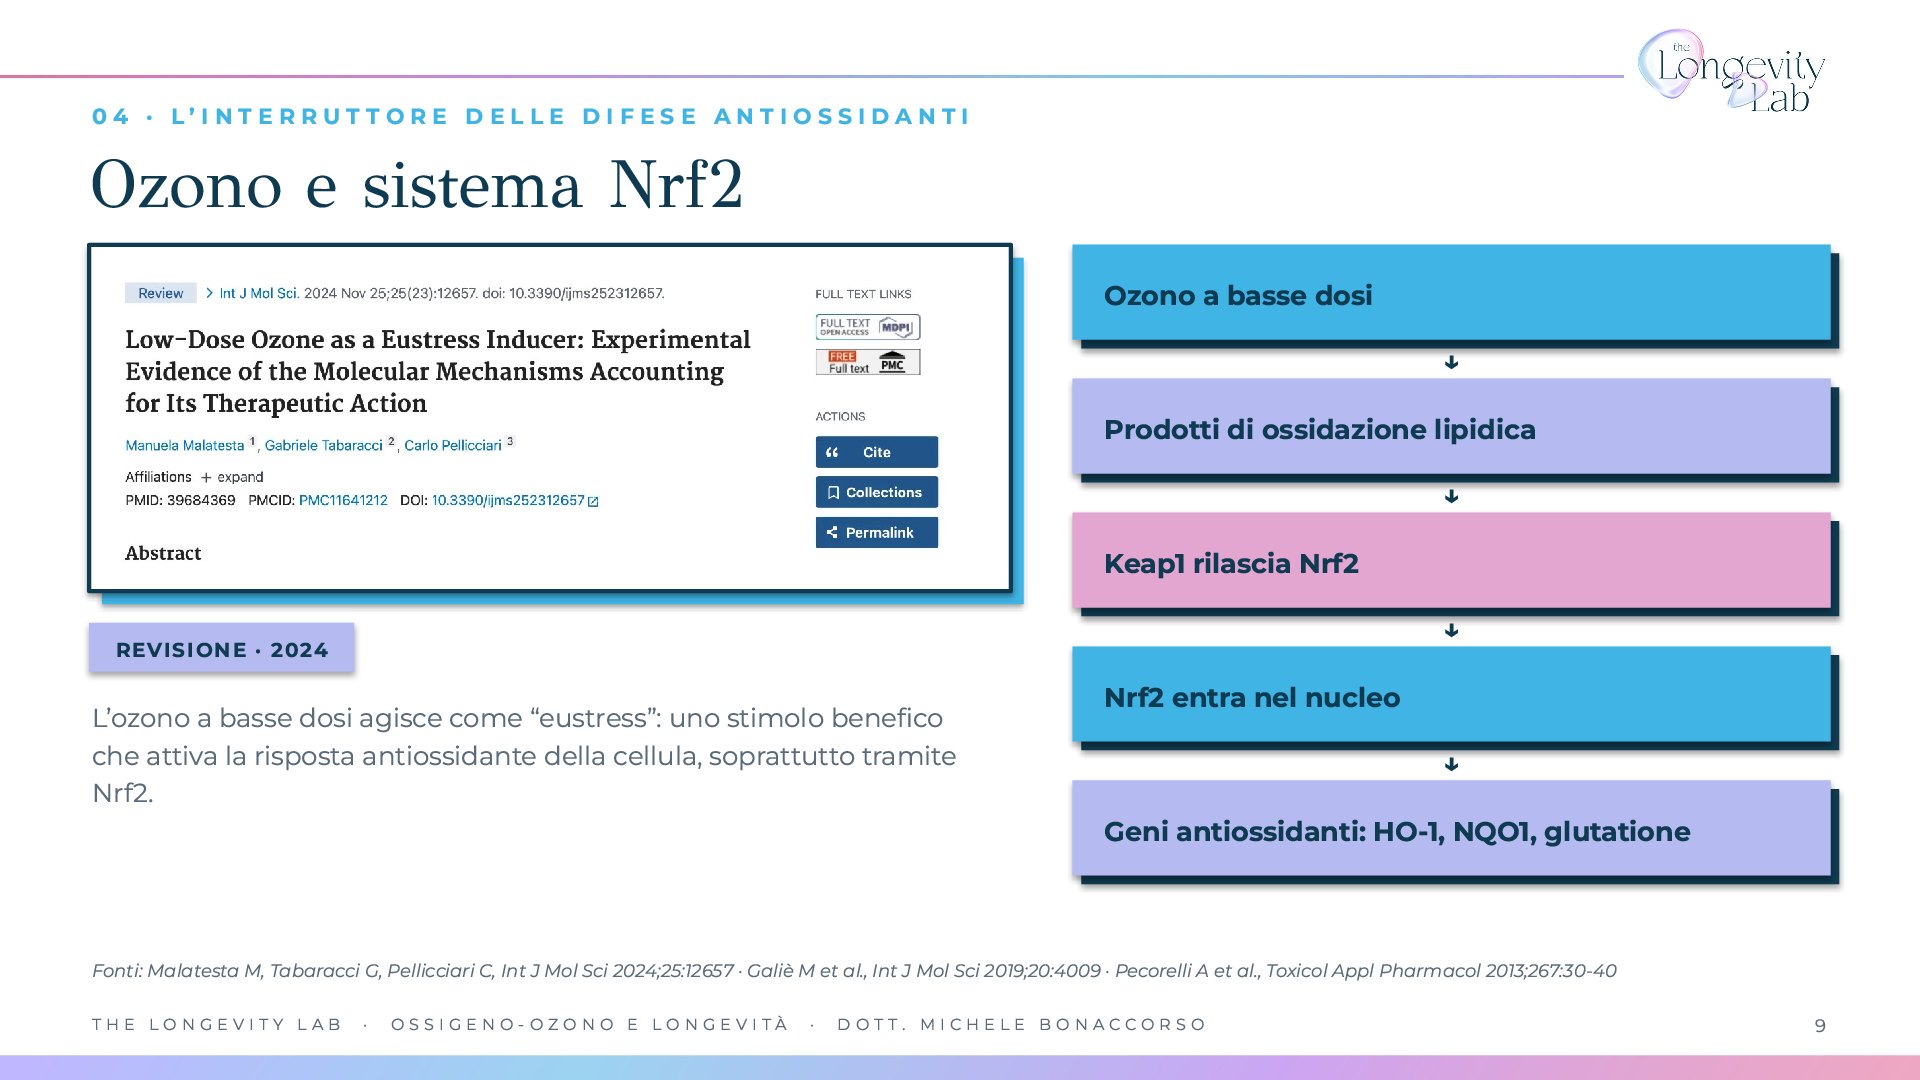 the
Longevity
Lab
04 · L’INTERRUTTORE DELLE DIFESE ANTIOSSIDANTI
Ozono e sistema Nrf2
Review > Int J Mol Sci. 2024 Nov 25;25(23):12657. doi: 10.3390/ijms252312657.
Low-Dose Ozone as a Eustress Inducer: Experimental
Evidence of the Molecular Mechanisms Accounting
for Its Therapeutic Action
Manuela Malatesta 1, Gabriele Tabaracci 2, Carlo Pellicciari 3
Affiliations + expand
PMID: 39684369 PMCID: PMC11641212 DOI: 10.3390/ijms252312657
Abstract
FULL TEXT LINKS
FULL TEXT
OPEN ACCESS
MDPI
FREE
Full text
PMC
ACTIONS
Cite
Collections
Permalink
REVISIONE · 2024
L’ozono a basse dosi agisce come “eustress”: uno stimolo benefico
che attiva la risposta antiossidante della cellula, soprattutto tramite
Nrf2.
Ozono a basse dosi
↓
Prodotti di ossidazione lipidica
↓
Keap1 rilascia Nrf2
↓
Nrf2 entra nel nucleo
↓
Geni antiossidanti: HO-1, NQO1, glutatione
Fonti: Malatesta M, Tabaracci G, Pellicciari C, Int J Mol Sci 2024;25:12657 · Galiè M et al., Int J Mol Sci 2019;20:4009 · Pecorelli A et al., Toxicol Appl Pharmacol 2013;267:30-40
THE LONGEVITY LAB · OSSIGENO-OZONO E LONGEVITÀ · DOTT. MICHELE BONACCORSO
9